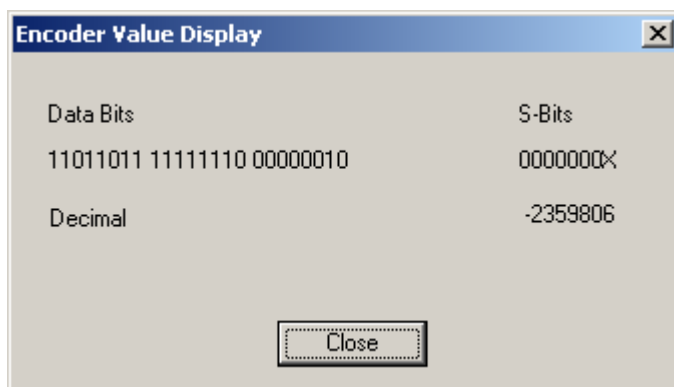 Encoder Value Display
Data Bits S-Bits
11011011 11111110 00000010 0000000X
Decimal -2359806
Close